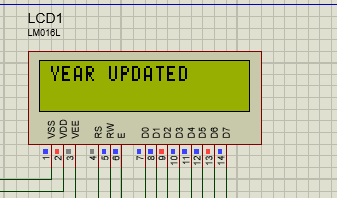 LCD1
LM016L
YEAR UPDATED
VSS VDD VEE RS RW E D0 D1 D2 D3 D4 D5 D6 D7
1 2 3 4 5 6 7 8 9 10 11 12 13 14